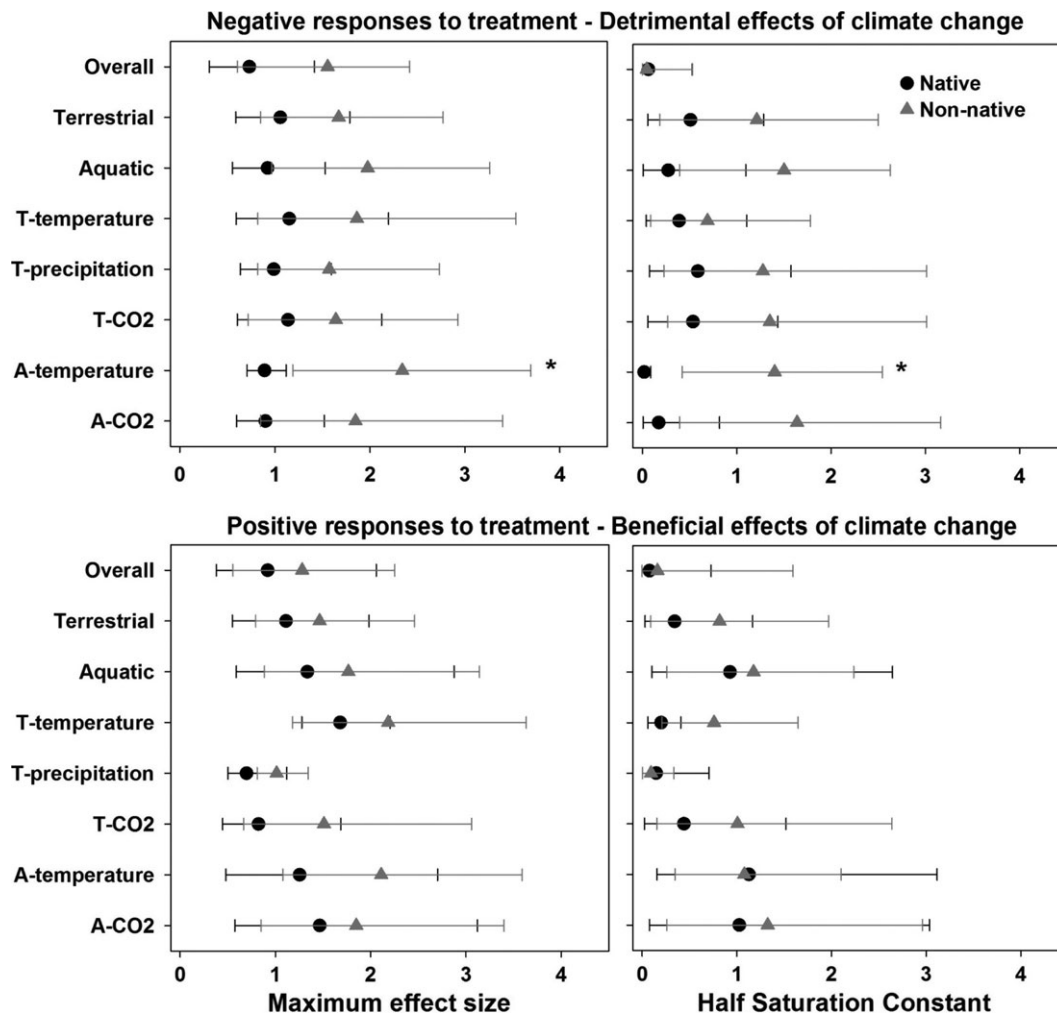 Negative responses to treatment - Detrimental effects of climate change
Overall
Terrestrial
Aquatic
T-temperature
T-precipitation
T-CO2
A-temperature
A-CO2
* *
Native
Non-native
0 1 2 3 4 0 1 2 3 4
Positive responses to treatment - Beneficial effects of climate change
Overall
Terrestrial
Aquatic
T-temperature
T-precipitation
T-CO2
A-temperature
A-CO2
0 1 2 3 4 0 1 2 3 4
Maximum effect size Half Saturation Constant